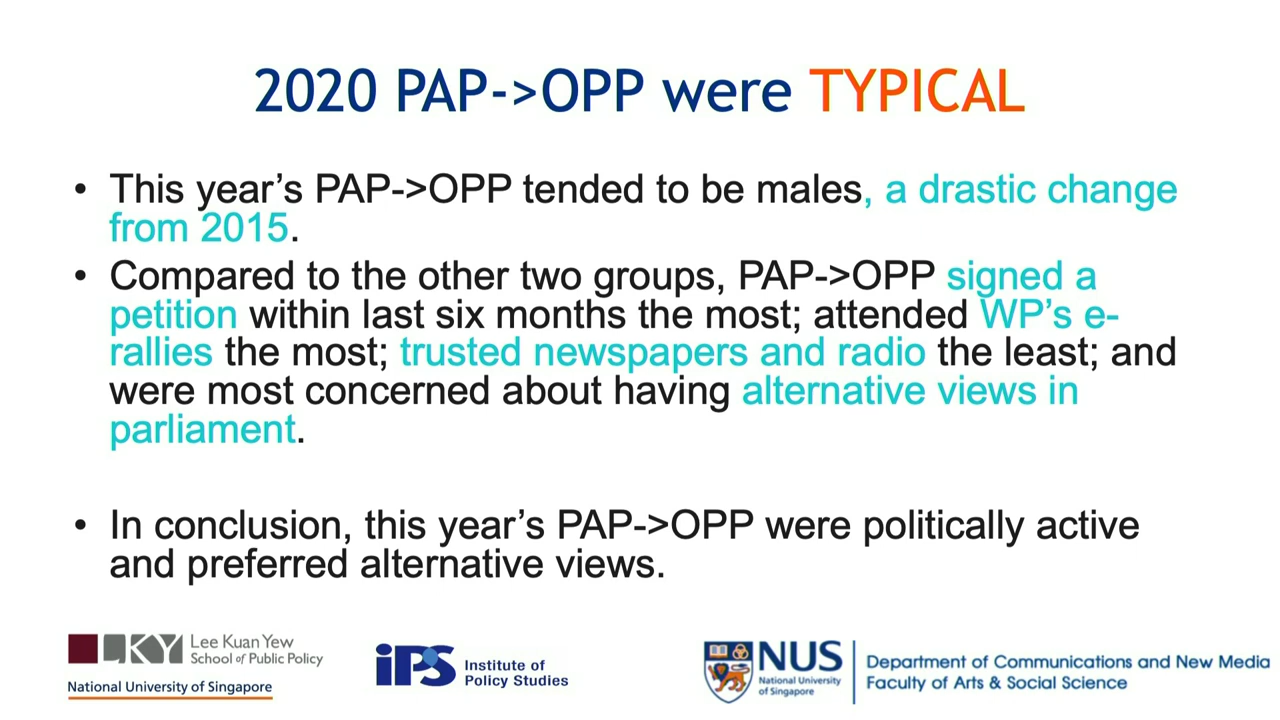 2020 PAP->OPP were TYPICAL
• This year’s PAP->OPP tended to be males, a drastic change
from 2015.
• Compared to the other two groups, PAP->OPP signed a
petition within last six months the most; attended WP’s e-
rallies the most; trusted newspapers and radio the least; and
were most concerned about having alternative views in
parliament.
• In conclusion, this year’s PAP->OPP were politically active
and preferred alternative views.
LKY Lee Kuan Yew
School of Public Policy
National University of Singapore
iPS Institute of
Policy Studies
NUS
National University
of Singapore
Department of Communications and New Media
Faculty of Arts & Social Science